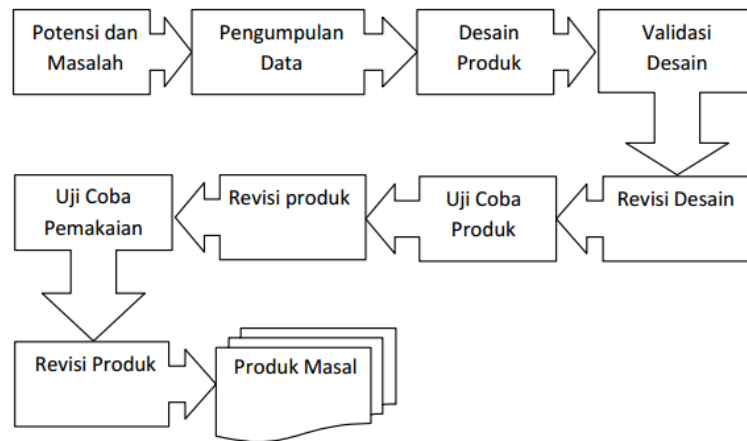 Potensi dan
Masalah
Pengumpulan
Data
Desain
Produk
Validasi
Desain
Revisi Desain
Uji Coba
Produk
Revisi produk
Uji Coba
Pemakaian
Revisi Produk
Produk Masal